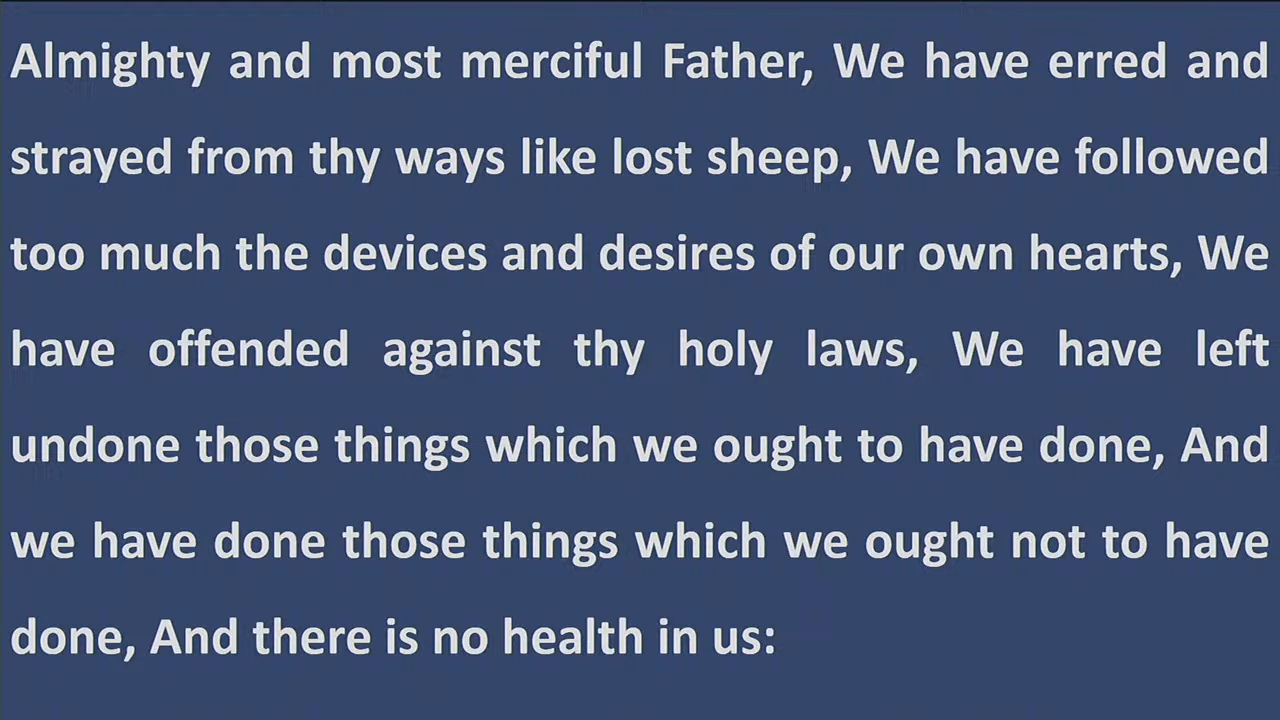 Almighty and most merciful Father, We have erred and
strayed from thy ways like lost sheep, We have followed
too much the devices and desires of our own hearts, We
have offended against thy holy laws, We have left
undone those things which we ought to have done, And
we have done those things which we ought not to have
done, And there is no health in us: